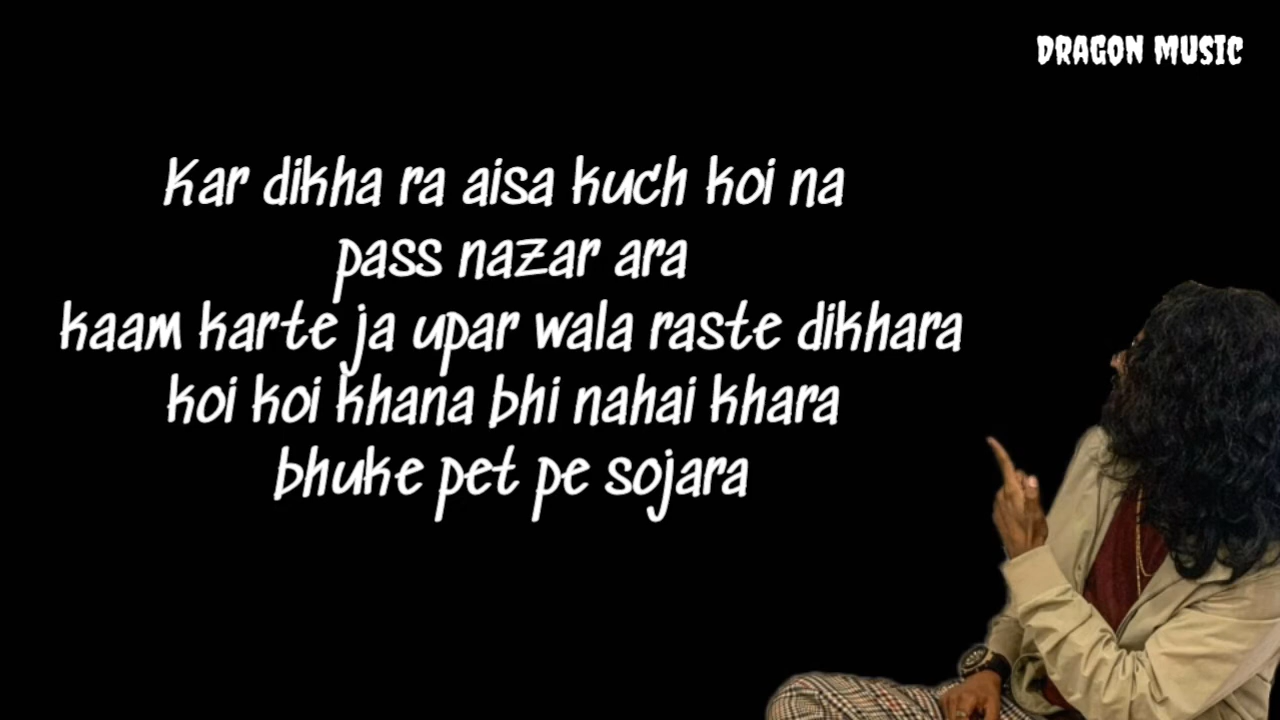 DRAGON MUSIC
Kar dikha ra aisa kuch koi na
pass nazar ara
kaam karte ja upar wala raste dikhara
koi koi khana bhi nahai khara
bhuke pet pe sojara